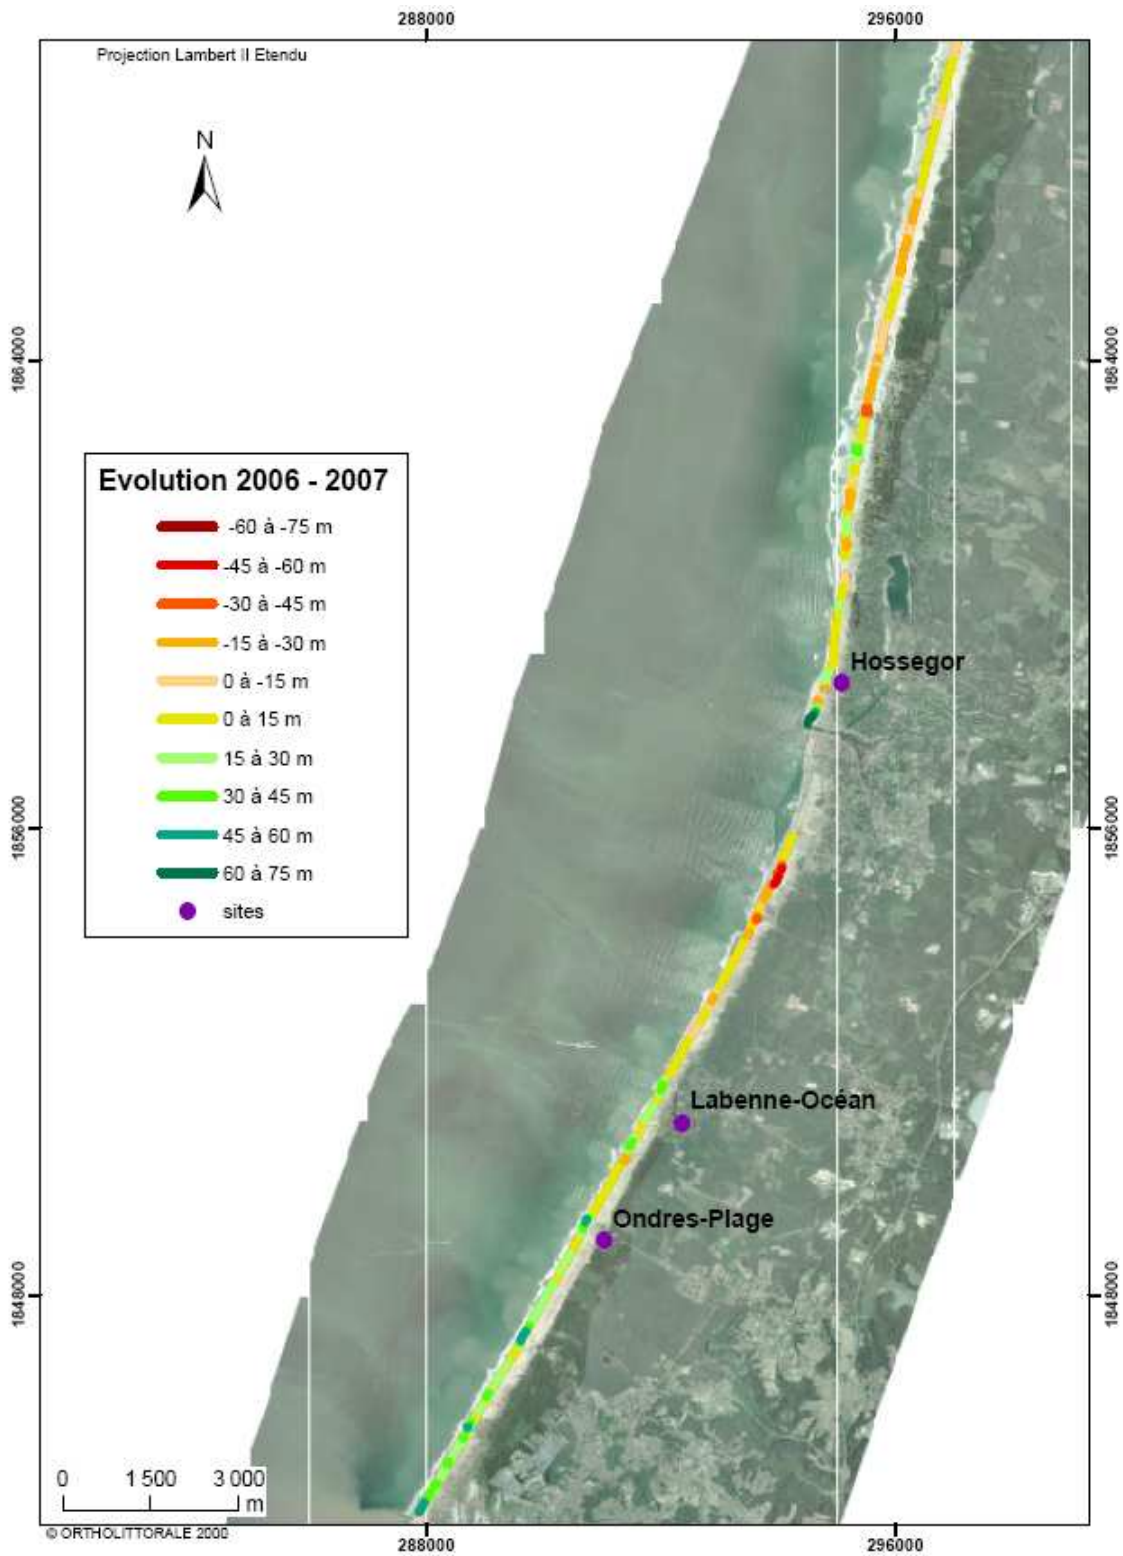 288000
296000
Projection Lambert II Etendu
N
1864000
1864000
Evolution 2006 - 2007
-60 à -75 m
-45 à -60 m
-30 à -45 m
-15 à -30 m
0 à -15 m
0 à 15 m
15 à 30 m
30 à 45 m
45 à 60 m
60 à 75 m
sites
Hossegor
1856000
1856000
Labenne-Océan
Ondres-Plage
1848000
1848000
0 1 500 3 000
m
© ORTHOLITTORALE 2000
288000
296000